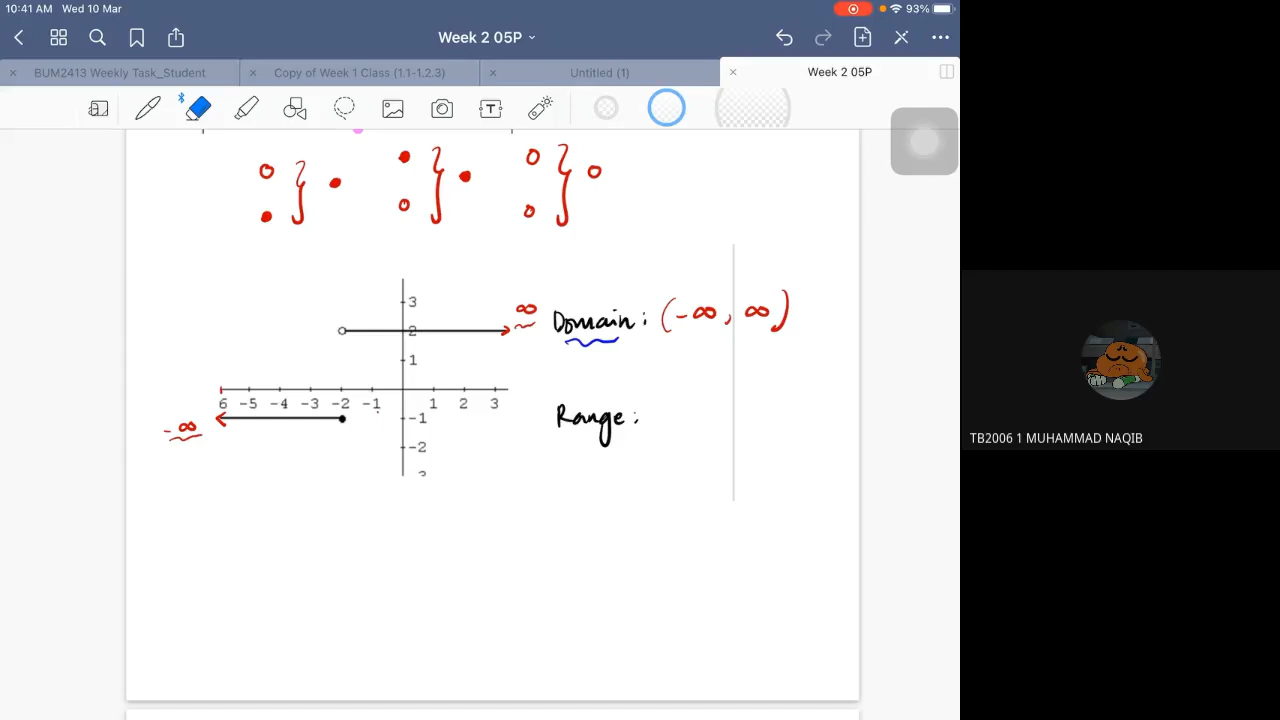 10:41 AM Wed 10 Mar
93%
Week 2 05P
BUM2413 Weekly Task_Student
Copy of Week 1 Class (1.1-1.2.3)
Untitled (1)
Week 2 05P
T
3
2
1
∞
Domain: (-∞, ∞)
6 -5 -4 -3 -2 -1 1 2 3
-∞
-1
Range:
-2
TB2006 1 MUHAMMAD NAQIB